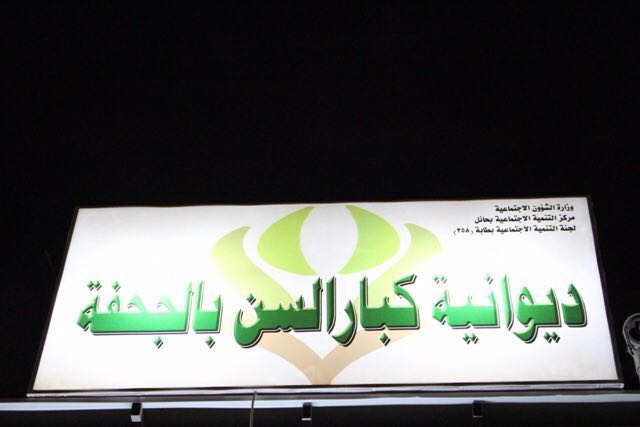 وزارة الشؤون الاجتماعية
مركز التنمية الاجتماعية بحائل
لجنة التنمية الاجتماعية بطابة (٣٥٨)
ديوانية كبار السن بالجحفة